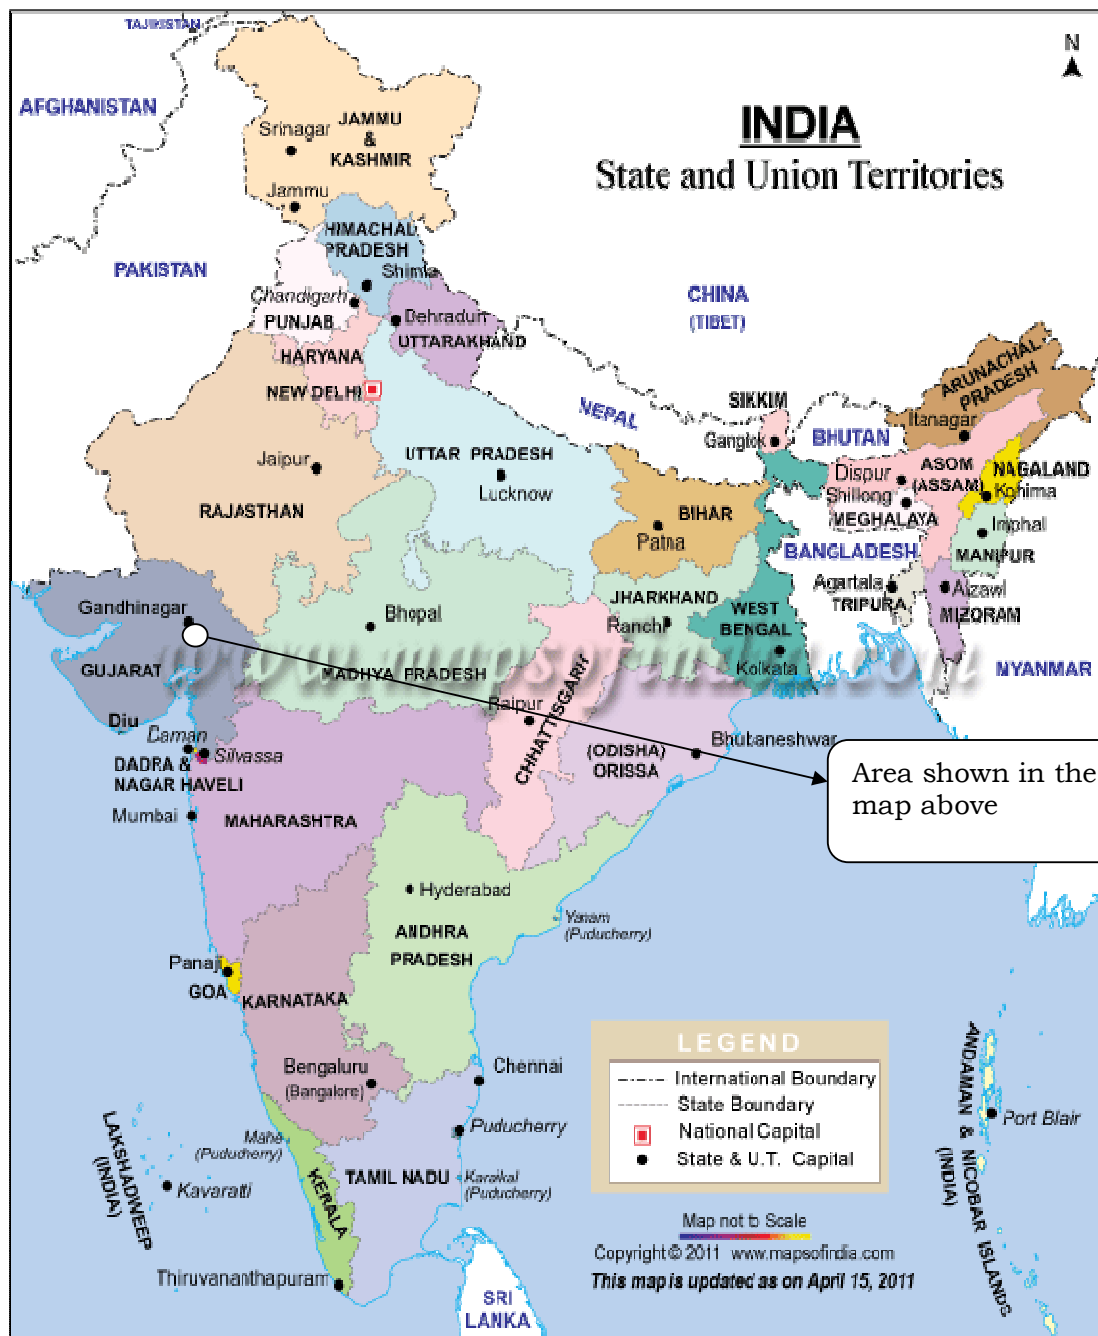 TAJIKISTAN
N
AFGHANISTAN
INDIA
State and Union Territories
JAMMU
&
KASHMIR
Srinagar
Jammu
HIMACHAL
PRADESH
PAKISTAN
Shimla
Chandigarh
CHINA
(TIBET)
PUNJAB
Dehradun
UTTARAKHAND
HARYANA
NEW DELHI
ARUNACHAL
PRADESH
SIKKIM
NEPAL
Itanagar
Gangtok
BHUTAN
Jaipur
UTTAR PRADESH
Lucknow
Dispur
ASOM
(ASSAM)
NAGALAND
Kohima
Shillong
MEGHALAYA
RAJASTHAN
BIHAR
Patna
Imphal
MANIPUR
BANGLADESH
Gandhinagar
Bhopal
JHARKHAND
Ranchi
WEST
BENGAL
Kolkata
Agartala
TRIPURA
Aizawl
MIZORAM
www.mapsofindia.com
GUJARAT
MADHYA PRADESH
MYANMAR
Diu
Raipur
CHHATTISGARH
Daman
Silvassa
DADRA &
NAGAR HAVELI
(ODISHA)
ORISSA
Bhubaneshwar
Area shown in the
map above
Mumbai
MAHARASHTRA
Hyderabad
Yanam
(Puducherry)
ANDHRA
PRADESH
Panaji
GOA
KARNATAKA
Bengaluru
(Bangalore)
Chennai
LEGEND
International Boundary
State Boundary
National Capital
State & U.T. Capital
ANDAMAN & NICOBAR ISLANDS
(INDIA)
Port Blair
LAKSHADWEEP
(INDIA)
Kavaratti
Mahe
(Puducherry)
Puducherry
KERALA
TAMIL NADU
Karaikal
(Puducherry)
Map not to Scale
Copyright © 2011 www.mapsofindia.com
This map is updated as on April 15, 2011
Thiruvananthapuram
SRI
LANKA